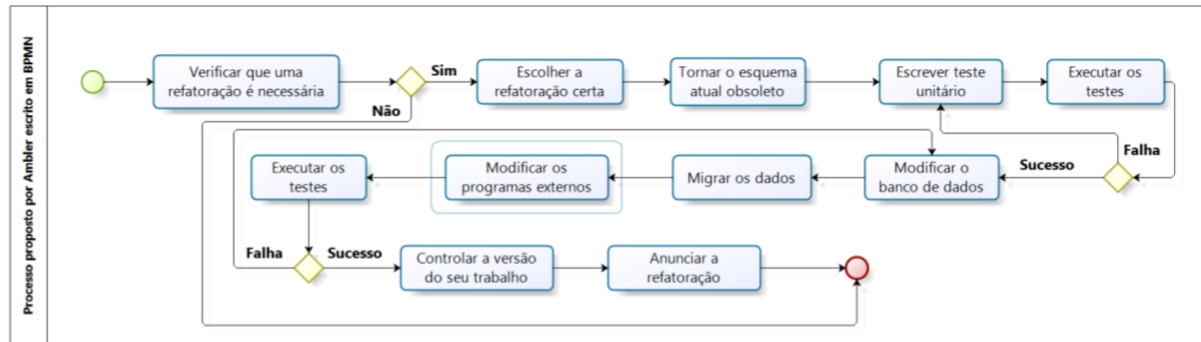 Processo proposto por Ambler escrito em BPMN
Verificar que uma
refatoração é necessária
Sim
Não
Escolher a
refatoração certa
Tornar o esquema
atual obsoleto
Escrever teste
unitário
Executar os
testes
Falha
Sucesso
Modificar o
banco de dados
Migrar os dados
Modificar os
programas externos
Executar os
testes
Falha
Sucesso
Controlar a versão
do seu trabalho
Anunciar a
refatoração